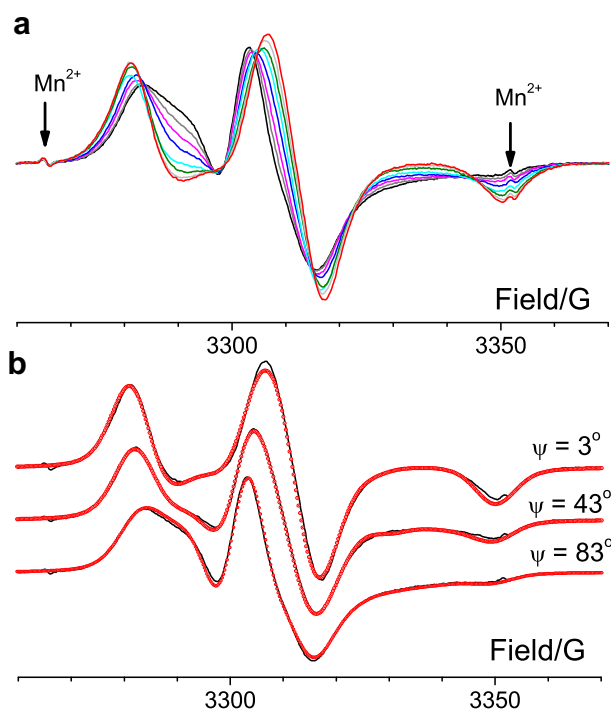 a
Mn²⁺
Mn²⁺
Field/G
3300
3350
b
ψ = 3°
ψ = 43°
ψ = 83°
Field/G
3300
3350